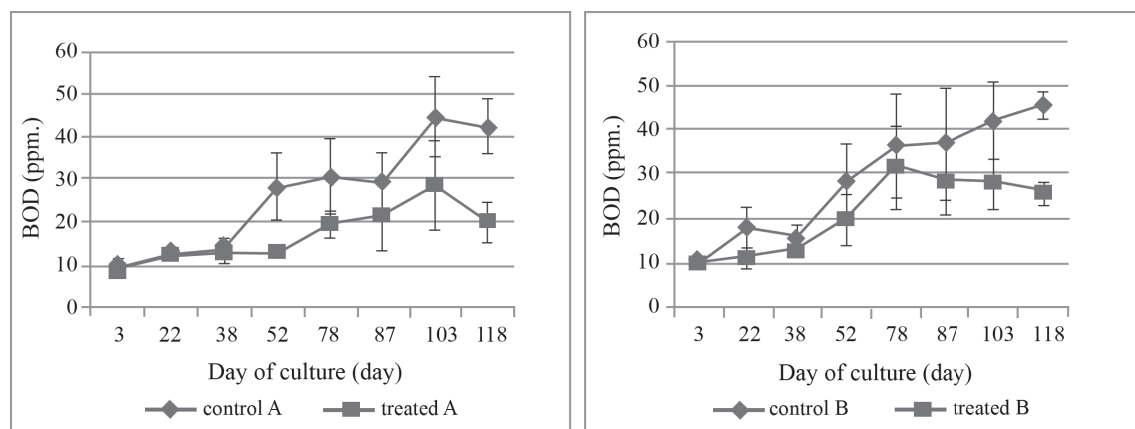 60
50
40
30
20
10
0
BOD (ppm.)
3 22 38 52 78 87 103 118
Day of culture (day)
control A treated A
60
50
40
30
20
10
0
BOD (ppm.)
3 22 38 52 78 87 103 118
Day of culture (day)
control B treated B